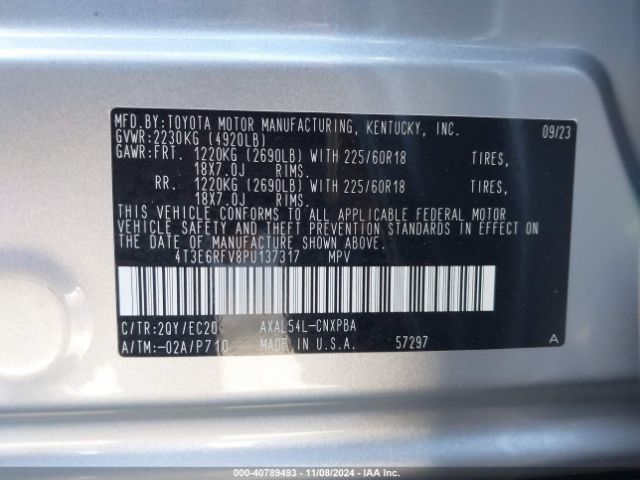 MFD.BY:TOYOTA MOTOR MANUFACTURING, KENTUCKY, INC. 09/23
GVWR:2230KG (4920LB)
GAWR:FRT. 1220KG (2690LB) WITH 225/60R18 TIRES,
18X7.0J RIMS.
RR. 1220KG (2690LB) WITH 225/60R18 TIRES,
18X7.0J RIMS.
THIS VEHICLE CONFORMS TO ALL APPLICABLE FEDERAL MOTOR
VEHICLE SAFETY AND THEFT PREVENTION STANDARDS IN EFFECT ON
THE DATE OF MANUFACTURE SHOWN ABOVE.
4T3E6RFV8PU137317 MPV
C/TR:2QY/EC20 AXAL54L-CNXPBA
A/TM:-02A/P710 MADE IN U.S.A. 57297 A
000-40789493 - 11/08/2024 - IAA Inc.